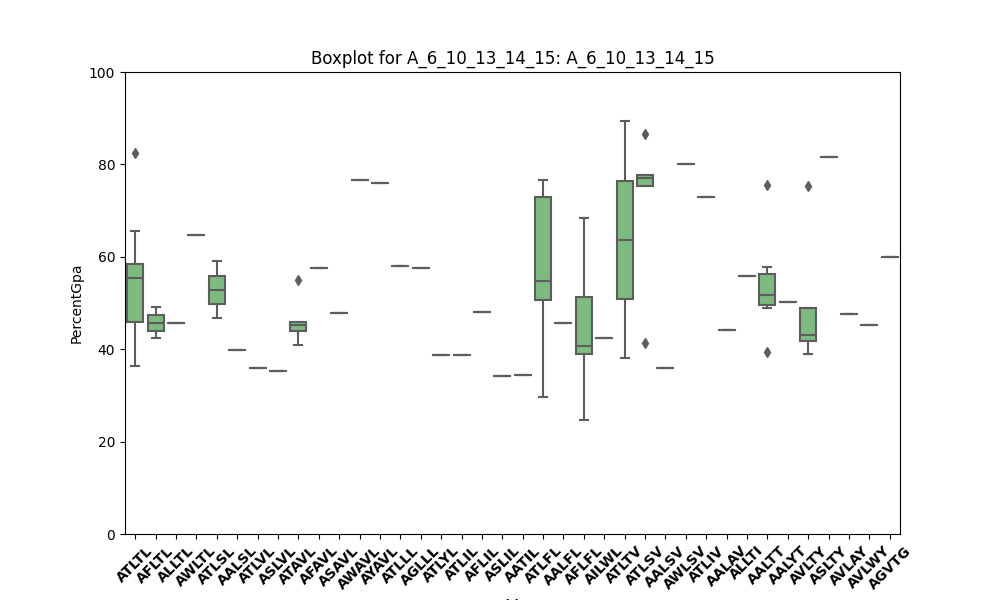 Boxplot for A_6_10_13_14_15: A_6_10_13_14_15
PercentGpa
100
80
60
40
20
0
ATLTL
AFLTL
ALLTL
AWLTL
ATLSL
AALSL
ATLVL
ASLVL
ATAVL
AFAVL
ASAVL
AWAVL
AYAVL
ATLLL
AGLLL
ATLYL
ATLIL
AFLIL
ASLIL
AATIL
ATLFL
AALFL
AFLFL
AILWL
ATLTV
ATLSV
AALSV
AWLSV
ATLIV
AALAV
ALLTI
AALTT
AALYT
AVLTY
ASLTY
AVLAY
AVLWY
AGVTG